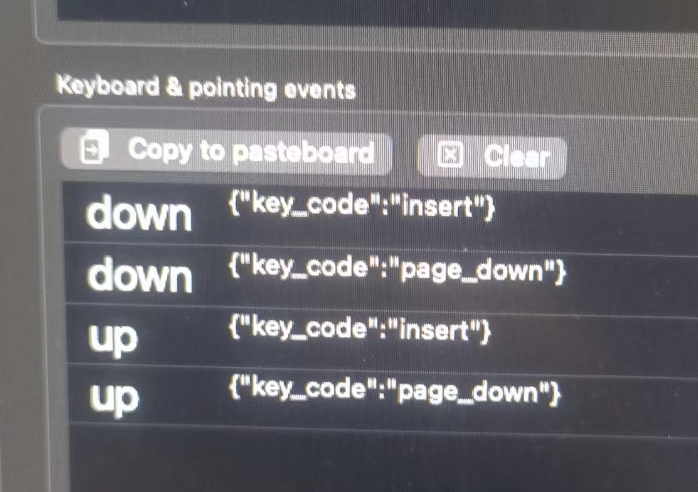 Keyboard & pointing events
Copy to pasteboard Clear
down {"key_code":"insert"}
down {"key_code":"page_down"}
up {"key_code":"insert"}
up {"key_code":"page_down"}